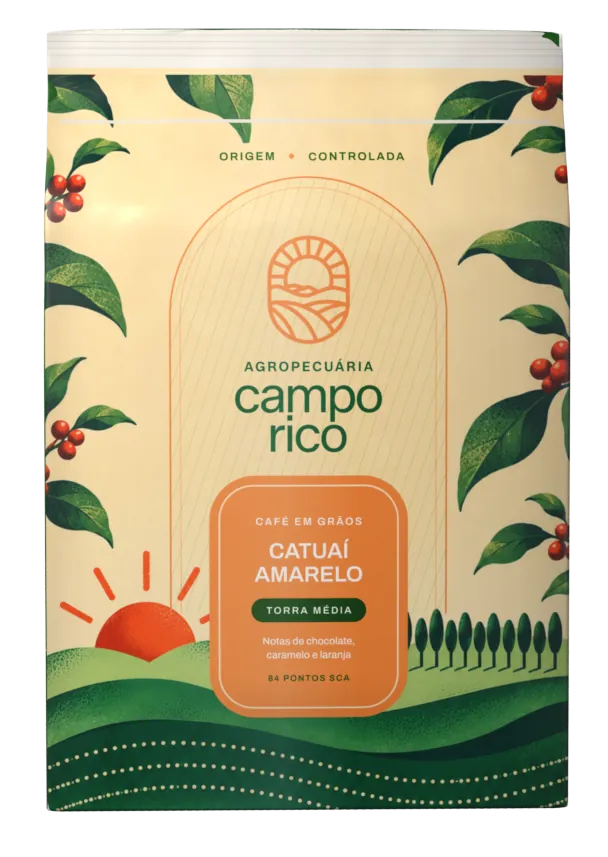 ORIGEM • CONTROLADA
AGROPECUÁRIA
campo
rico
CAFÉ EM GRÃOS
CATUAÍ
AMARELO
TORRA MÉDIA
Notas de chocolate,
caramelo e laranja
84 PONTOS SCA